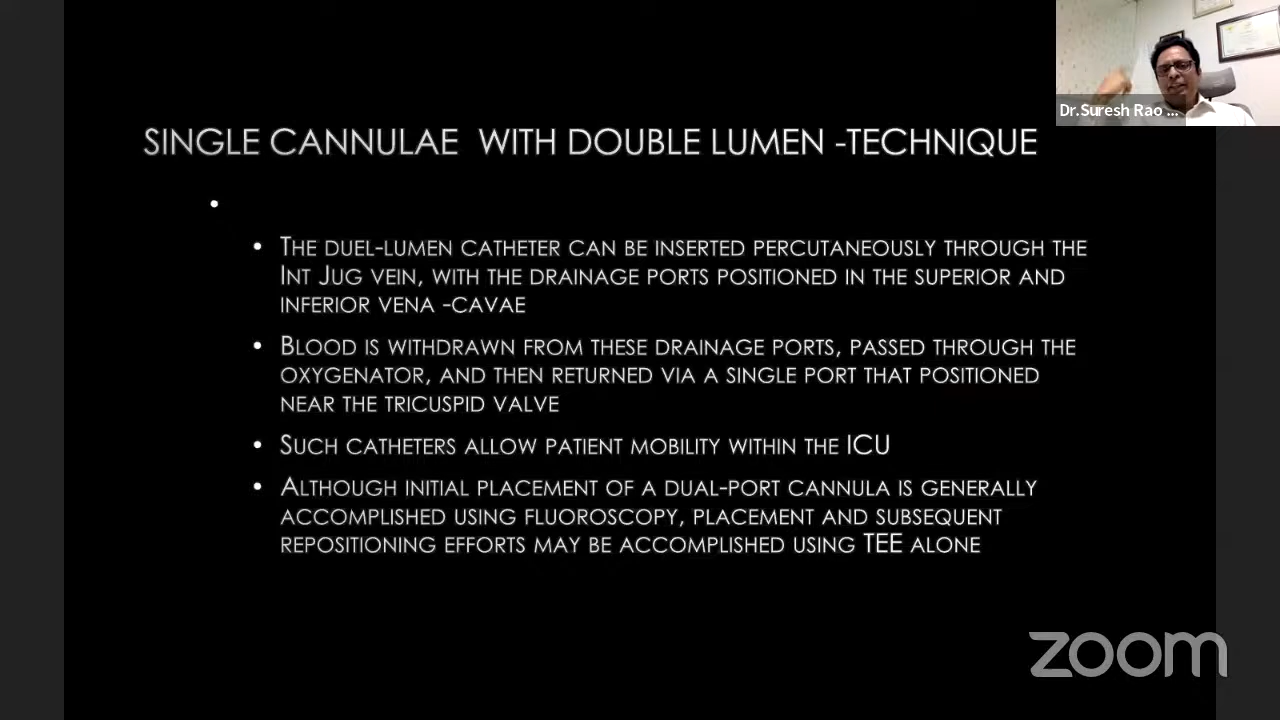 Dr.Suresh Rao ...
SINGLE CANNULAE WITH DOUBLE LUMEN -TECHNIQUE
•
• The duel-lumen catheter can be inserted percutaneously through the
Int Jug vein, with the drainage ports positioned in the superior and
inferior vena -cavae
• Blood is withdrawn from these drainage ports, passed through the
oxygenator, and then returned via a single port that positioned
near the tricuspid valve
• Such catheters allow patient mobility within the ICU
• Although initial placement of a dual-port cannula is generally
accomplished using fluoroscopy, placement and subsequent
repositioning efforts may be accomplished using TEE alone
zoom